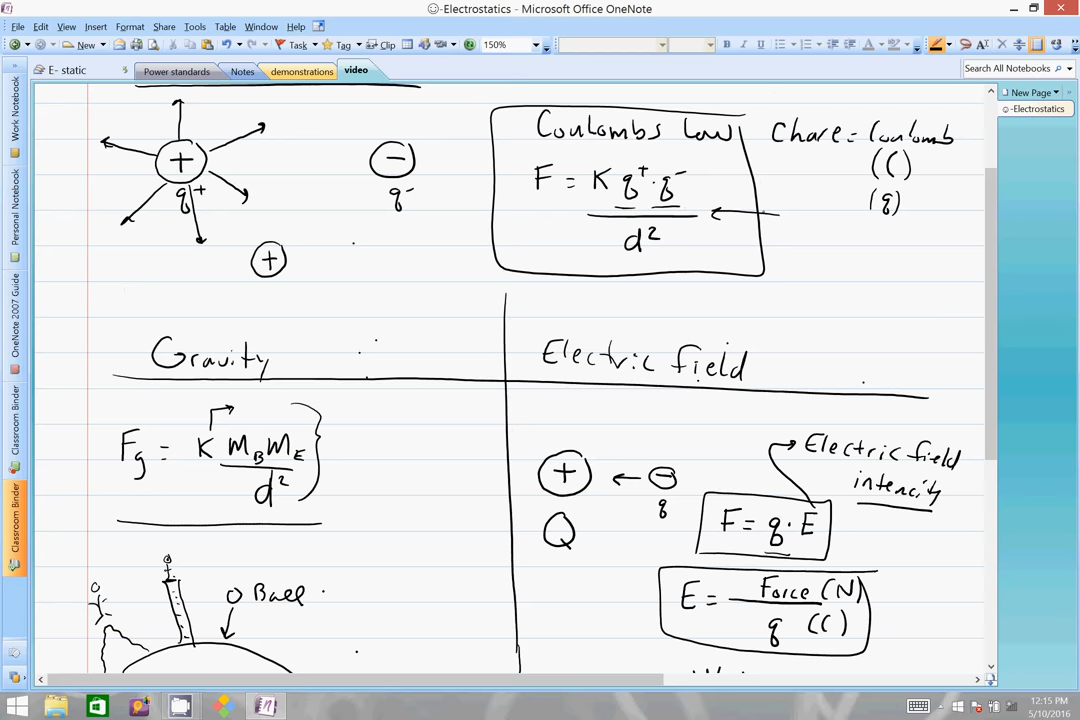 -Electrostatics - Microsoft Office OneNote
File Edit View Insert Format Share Tools Table Window Help
New Task Tag Clip 150% B I U
E- static Power standards Notes demonstrations video
Search All Notebooks
New Page
-Electrostatics
Work Notebook
Personal Notebook
OneNote 2007 Guide
Classroom Binder
Classroom Binder
Coulombs Law
Chare = Coulomb
(C)
(q)
+
q+
-
q-
+
F = K q+ · q-
d²
Gravity
Electric field
Fg = K MB ME
d²
Electric field
intencity
+ ← -
q
Q
F = q · E
E = Force (N)
q (C)
O Ball
12:15 PM
5/10/2016